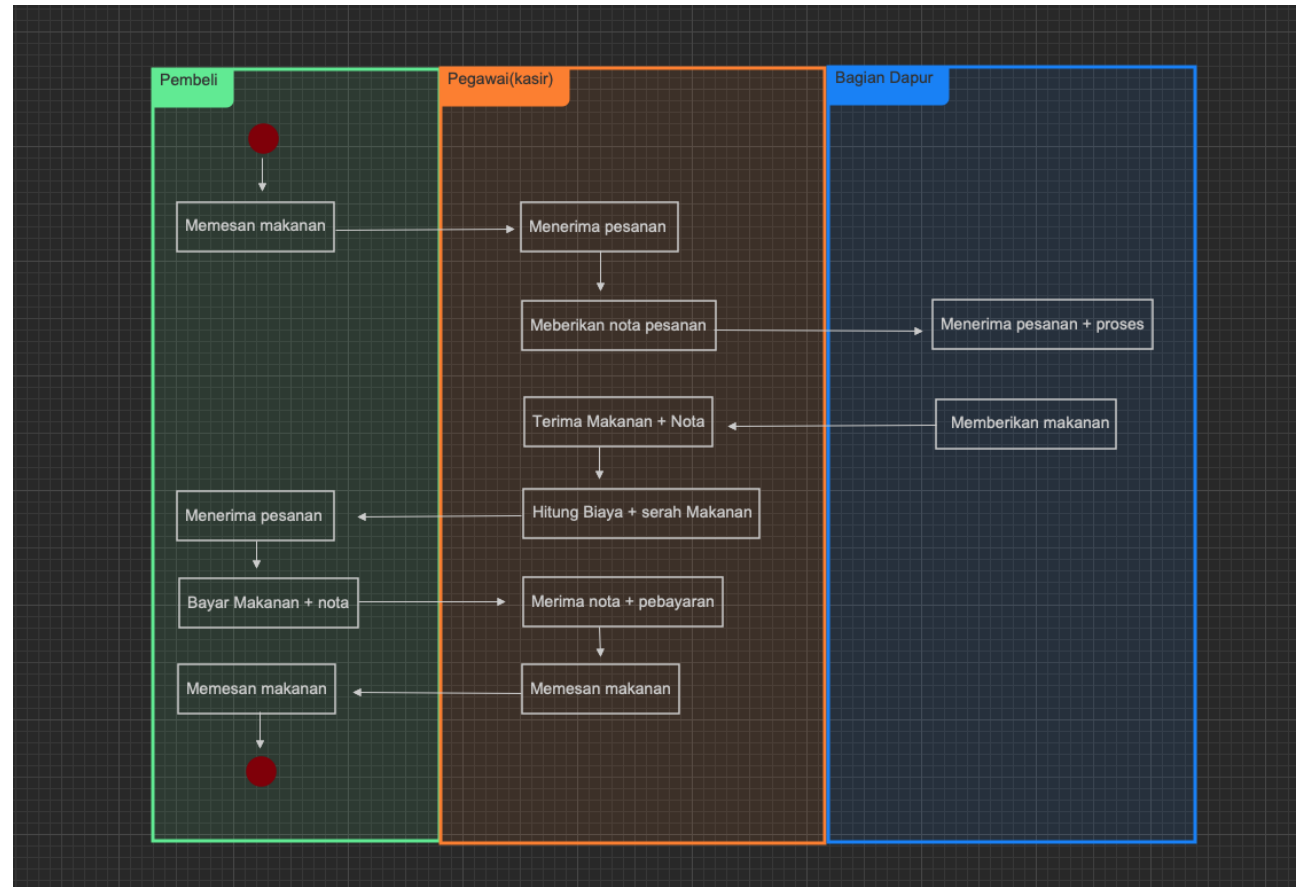 Pembeli
Pegawai(kasir)
Bagian Dapur
Memesan makanan
Menerima pesanan
Meberikan nota pesanan
Menerima pesanan + proses
Terima Makanan + Nota
Memberikan makanan
Menerima pesanan
Hitung Biaya + serah Makanan
Bayar Makanan + nota
Merima nota + pebayaran
Memesan makanan
Memesan makanan